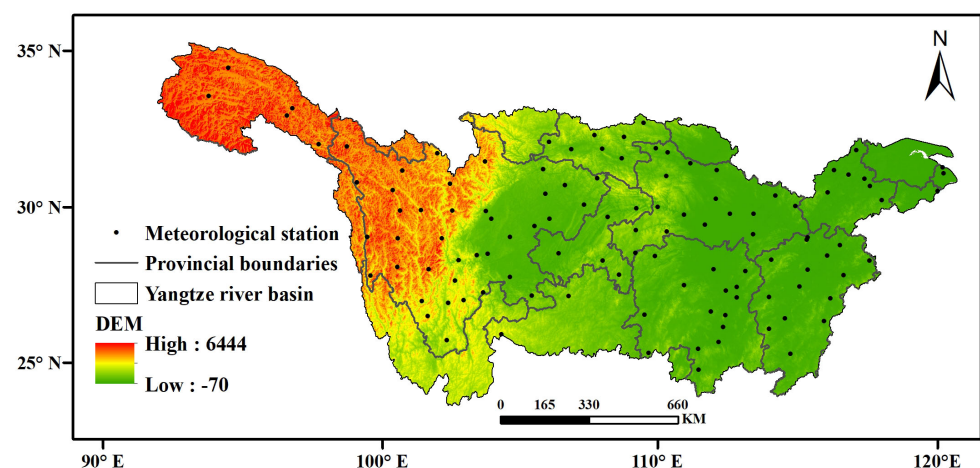 35° N
N
30° N
Meteorological station
Provincial boundaries
Yangtze river basin
DEM
High : 6444
Low : -70
25° N
0 165 330 660
KM
90° E 100° E 110° E 120°E